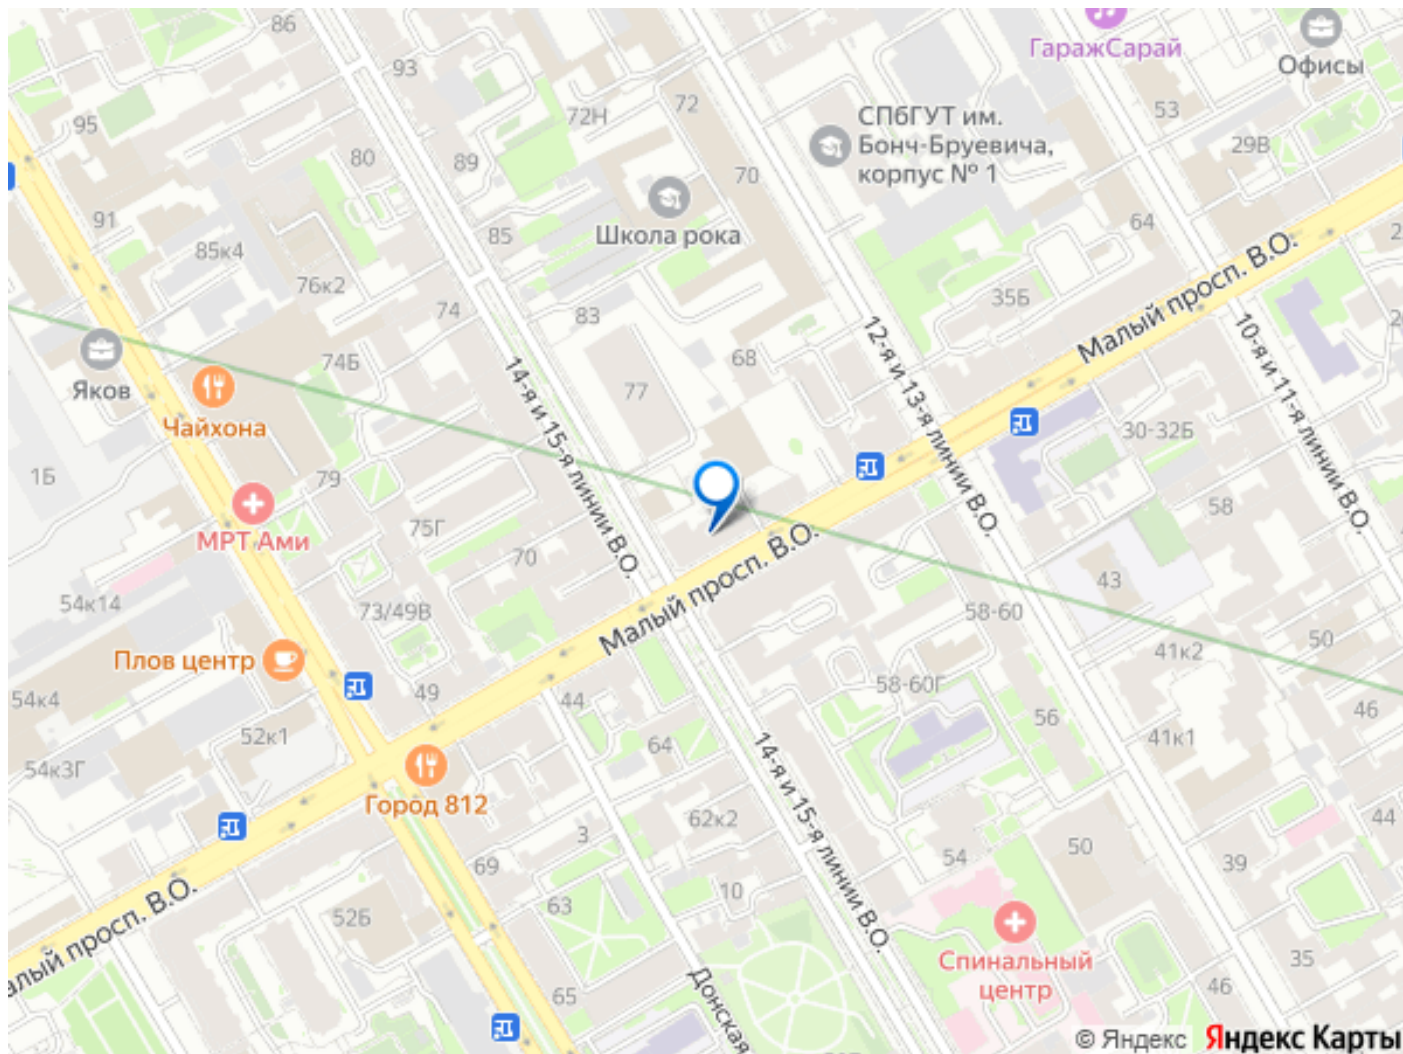 86
ГаражСарай
Офисы
93
72
72Н
СПбГУТ им.
Бонч-Бруевича,
корпус № 1
53
95
80
89
70
29В
91
85к4
85
Школа рока
64
2
76к2
74
83
35Б
Малый просп. В.О.
Яков
74Б
77
68
12-я и 13-я линии В.О.
10-я и 11-я линии В.О.
2
Чайхона
14-я и 15-я линии В.О.
30-32Б
1Б
79
58
МРТ Ами
75Г
70
Малый просп. В.О.
43
54к14
73/49В
58-60
50
Плов центр
41к2
54к4
49
44
58-60Г
56
46
52к1
64
41к1
54к3Г
Город 812
14-я и 15-я линии В.О.
62к2
44
3
69
54
50
39
10
алый просп. В.О.
52Б
63
Спинальный
центр
35
65
Донская
46
© Яндекс Яндекс Карты